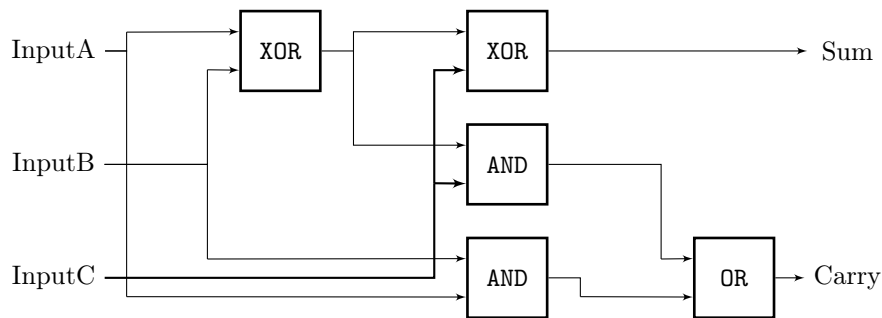 InputA
XOR
XOR
Sum
InputB
AND
InputC
AND
OR
Carry